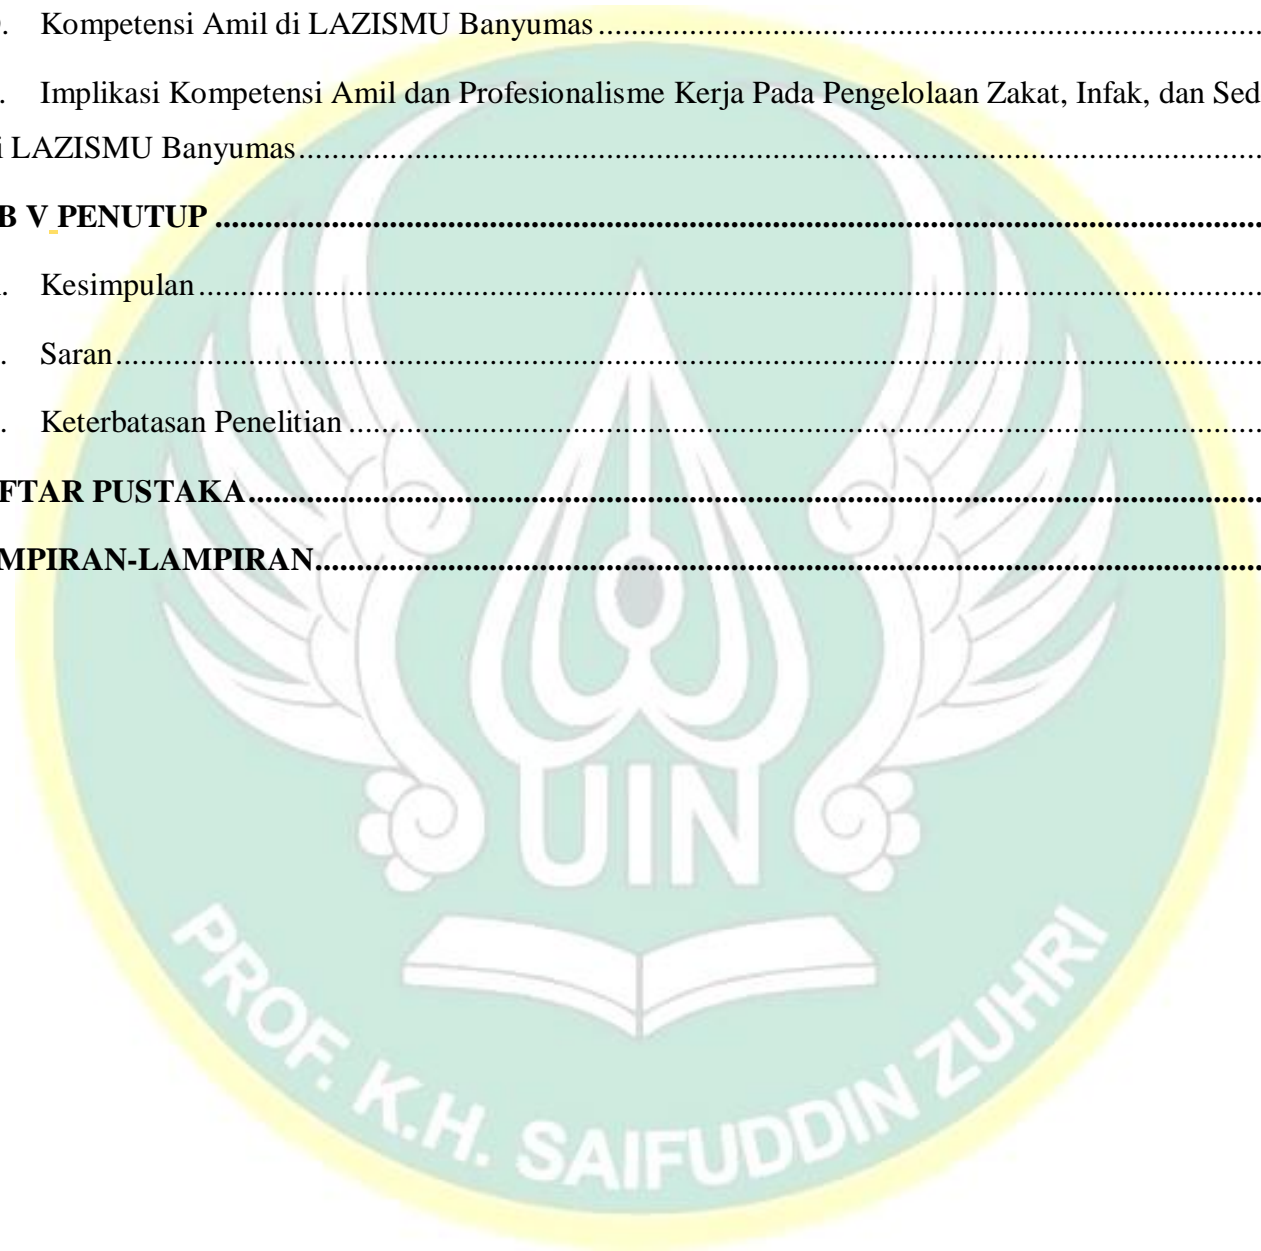 . Kompetensi Amil di LAZISMU Banyumas
. Implikasi Kompetensi Amil dan Profesionalisme Kerja Pada Pengelolaan Zakat, Infak, dan Sed
i LAZISMU Banyumas
B V PENUTUP
. Kesimpulan
. Saran
. Keterbatasan Penelitian
FTAR PUSTAKA
MPIRAN-LAMPIRAN
UIN
PROF. K.H. SAIFUDDIN ZUHRI